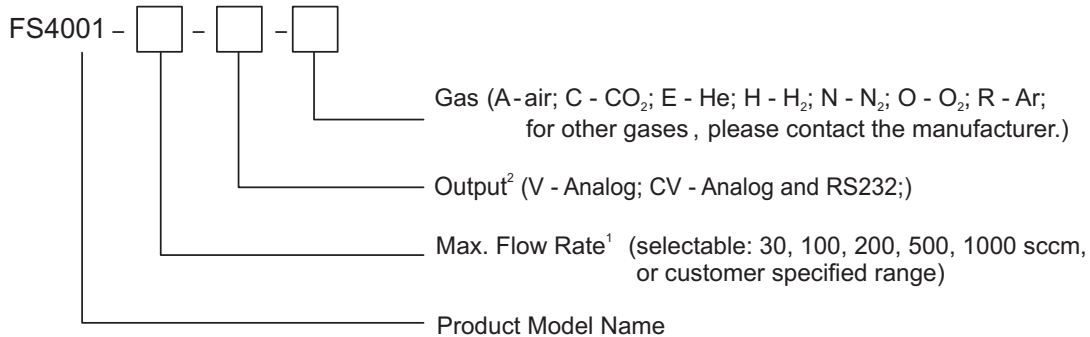 FS4001 – – –
Gas (A-air; C - CO₂; E - He; H - H₂; N - N₂; O - O₂; R - Ar;
for other gases , please contact the manufacturer.)
Output² (V - Analog; CV - Analog and RS232;)
Max. Flow Rate¹ (selectable: 30, 100, 200, 500, 1000 sccm,
or customer specified range)
Product Model Name